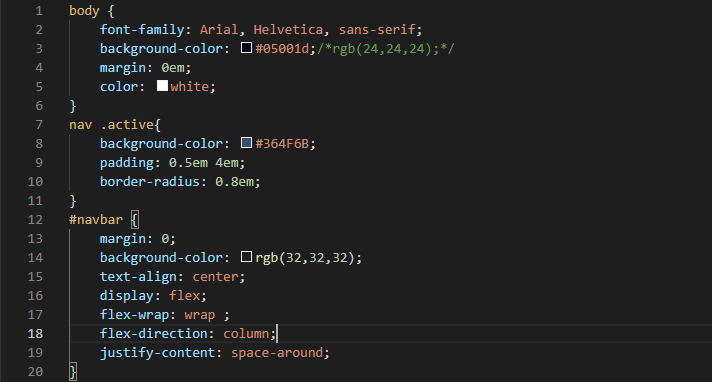 1 body {
2     font-family: Arial, Helvetica, sans-serif;
3     background-color: #05001d;/*rgb(24,24,24);*/
4     margin: 0em;
5     color: white;
6 }
7 nav .active{
8     background-color: #364F6B;
9     padding: 0.5em 4em;
10     border-radius: 0.8em;
11 }
12 #navbar {
13     margin: 0;
14     background-color: rgb(32,32,32);
15     text-align: center;
16     display: flex;
17     flex-wrap: wrap ;
18     flex-direction: column;
19     justify-content: space-around;
20 }